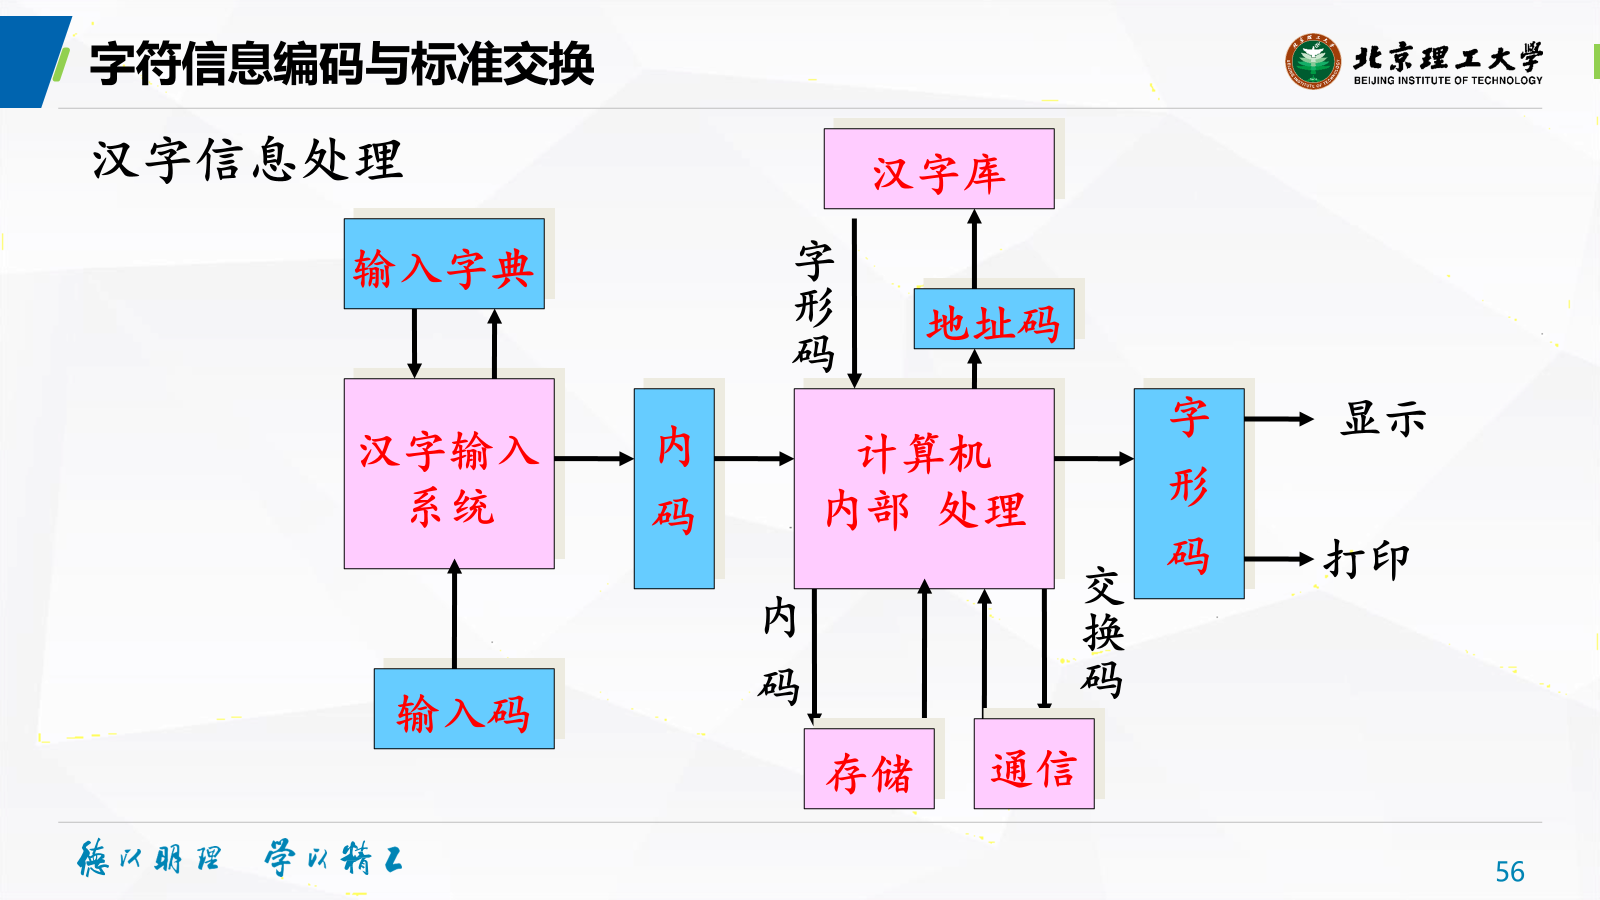 字符信息编码与标准交换
北京理工大学
BEIJING INSTITUTE OF TECHNOLOGY
汉字信息处理
汉字库
输入字典
字形码
地址码
汉字输入
系统
内码
计算机
内部 处理
字形码
显示
打印
内码
交换码
输入码
存储
通信
德以明理 学以精工
56